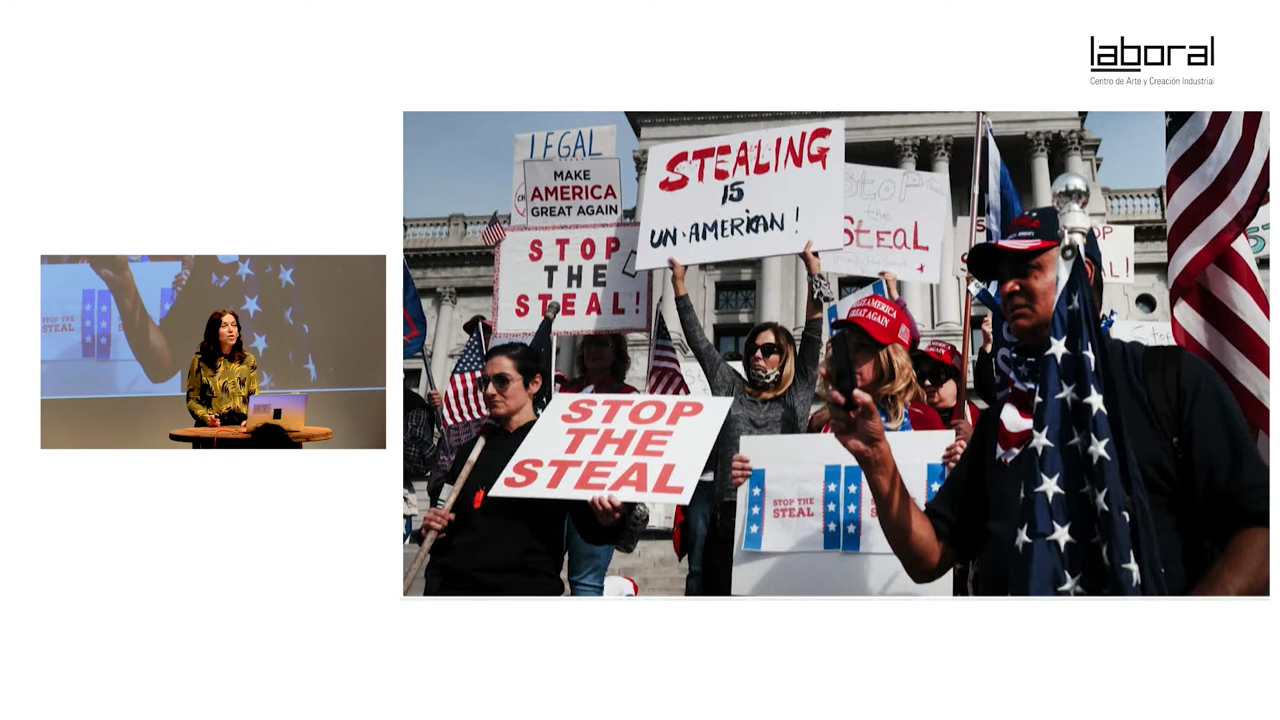 laboral
Centro de Arte y Creación Industrial
LEGAL
MAKE
AMERICA
GREAT AGAIN
STEALING
IS
UN-AMERICAN!
STOP
THE
STEAL!
STOP
the
STEAL
MAKE AMERICA
GREAT AGAIN
STOP
THE
STEAL
STOP THE
STEAL
STOP THE
STEAL